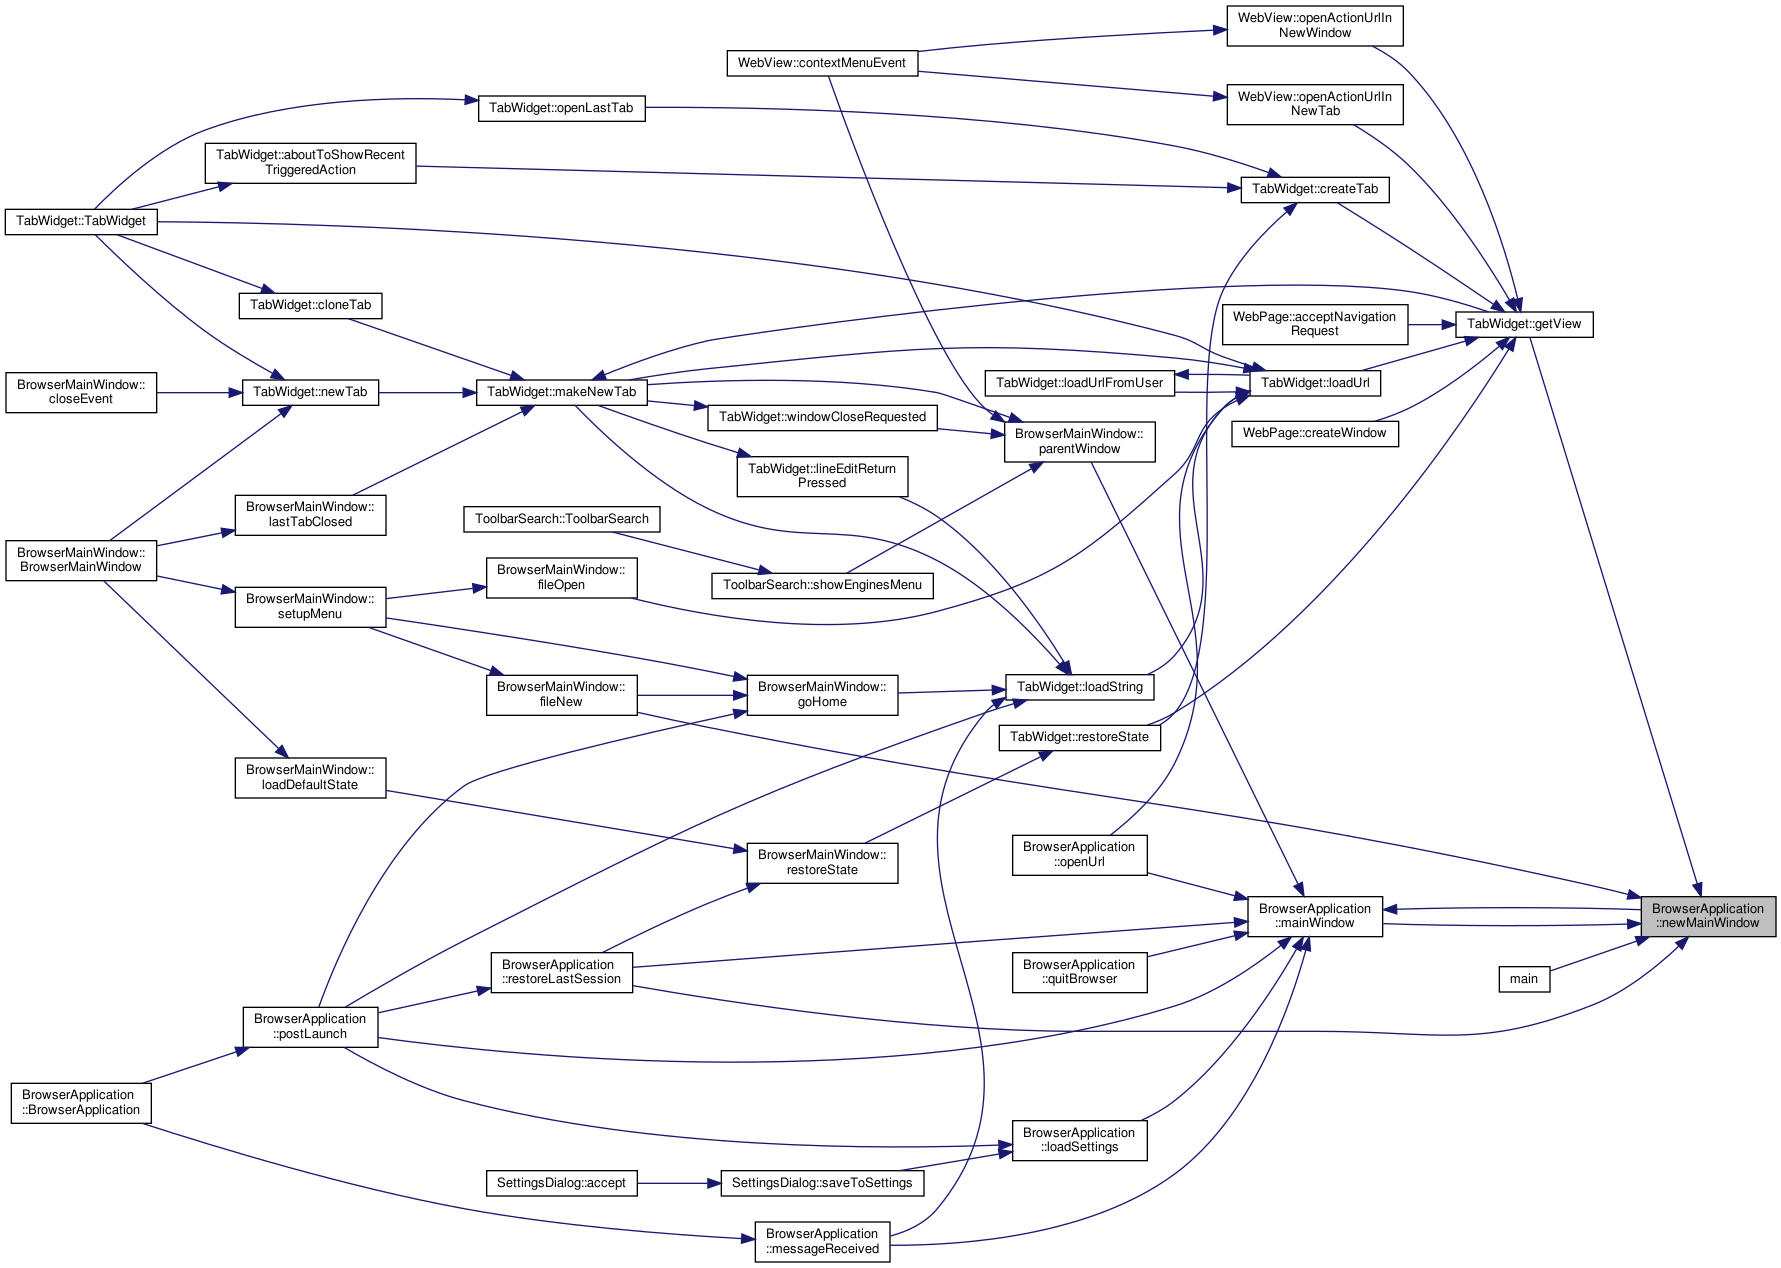 WebView::openActionUrlIn
NewWindow
WebView::contextMenuEvent
WebView::openActionUrlIn
NewTab
TabWidget::openLastTab
TabWidget::aboutToShowRecent
TriggeredAction
TabWidget::createTab
TabWidget::TabWidget
TabWidget::cloneTab
WebPage::acceptNavigation
Request
TabWidget::getView
BrowserMainWindow::
closeEvent
TabWidget::newTab
TabWidget::makeNewTab
TabWidget::loadUrlFromUser
TabWidget::loadUrl
TabWidget::windowCloseRequested
BrowserMainWindow::
parentWindow
WebPage::createWindow
TabWidget::lineEditReturn
Pressed
BrowserMainWindow::
lastTabClosed
ToolbarSearch::ToolbarSearch
BrowserMainWindow::
BrowserMainWindow
BrowserMainWindow::
fileOpen
ToolbarSearch::showEnginesMenu
BrowserMainWindow::
setupMenu
BrowserMainWindow::
fileNew
BrowserMainWindow::
goHome
TabWidget::loadString
TabWidget::restoreState
BrowserMainWindow::
loadDefaultState
BrowserMainWindow::
restoreState
BrowserApplication
::openUrl
BrowserApplication
::mainWindow
BrowserApplication
::newMainWindow
BrowserApplication
::restoreLastSession
BrowserApplication
::quitBrowser
main
BrowserApplication
::postLaunch
BrowserApplication
::BrowserApplication
BrowserApplication
::loadSettings
SettingsDialog::accept
SettingsDialog::saveToSettings
BrowserApplication
::messageReceived